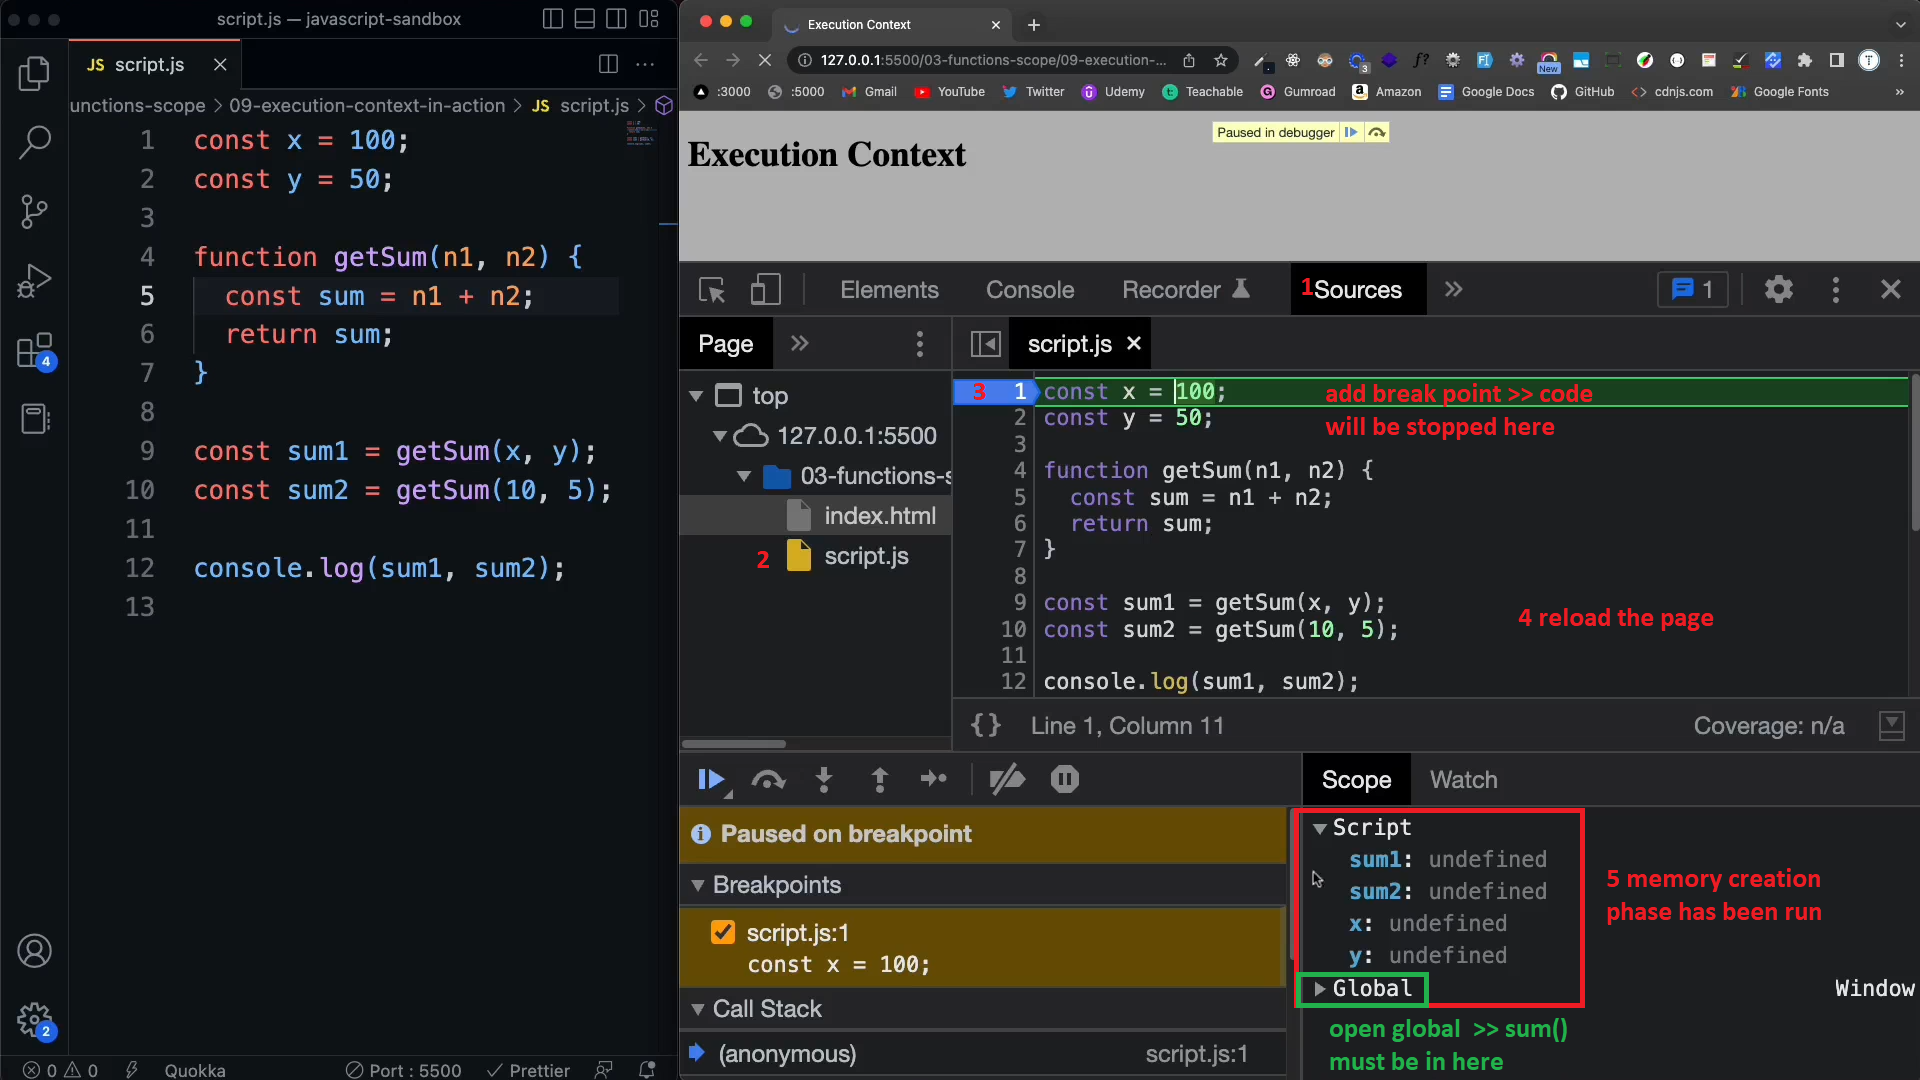 script.js — javascript-sandbox
JS script.js
unctions-scope > 09-execution-context-in-action > JS script.js >
1 const x = 100;
2 const y = 50;
3
4 function getSum(n1, n2) {
5 const sum = n1 + n2;
6 return sum;
7 }
8
9 const sum1 = getSum(x, y);
10 const sum2 = getSum(10, 5);
11
12 console.log(sum1, sum2);
13
4
2
0 0 Quokka Port : 5500 Prettier
Execution Context
127.0.0.1:5500/03-functions-scope/09-execution-...
3
New
:3000 :5000 Gmail YouTube Twitter Udemy Teachable Gumroad Amazon Google Docs GitHub cdnjs.com Google Fonts »
Paused in debugger
Execution Context
Elements Console Recorder 1 Sources » 1
Page »
script.js
top
127.0.0.1:5500
03-functions-s
index.html
2 script.js
3 1 const x = 100;
2 const y = 50;
3
4 function getSum(n1, n2) {
5 const sum = n1 + n2;
6 return sum;
7 }
8
9 const sum1 = getSum(x, y);
10 const sum2 = getSum(10, 5);
11
12 console.log(sum1, sum2);
add break point >> code
will be stopped here
4 reload the page
{} Line 1, Column 11 Coverage: n/a
Paused on breakpoint
Breakpoints
script.js:1
const x = 100;
Call Stack
(anonymous) script.js:1
Scope Watch
Script
sum1: undefined
sum2: undefined
x: undefined
y: undefined
Global Window
5 memory creation
phase has been run
open global >> sum()
must be in here